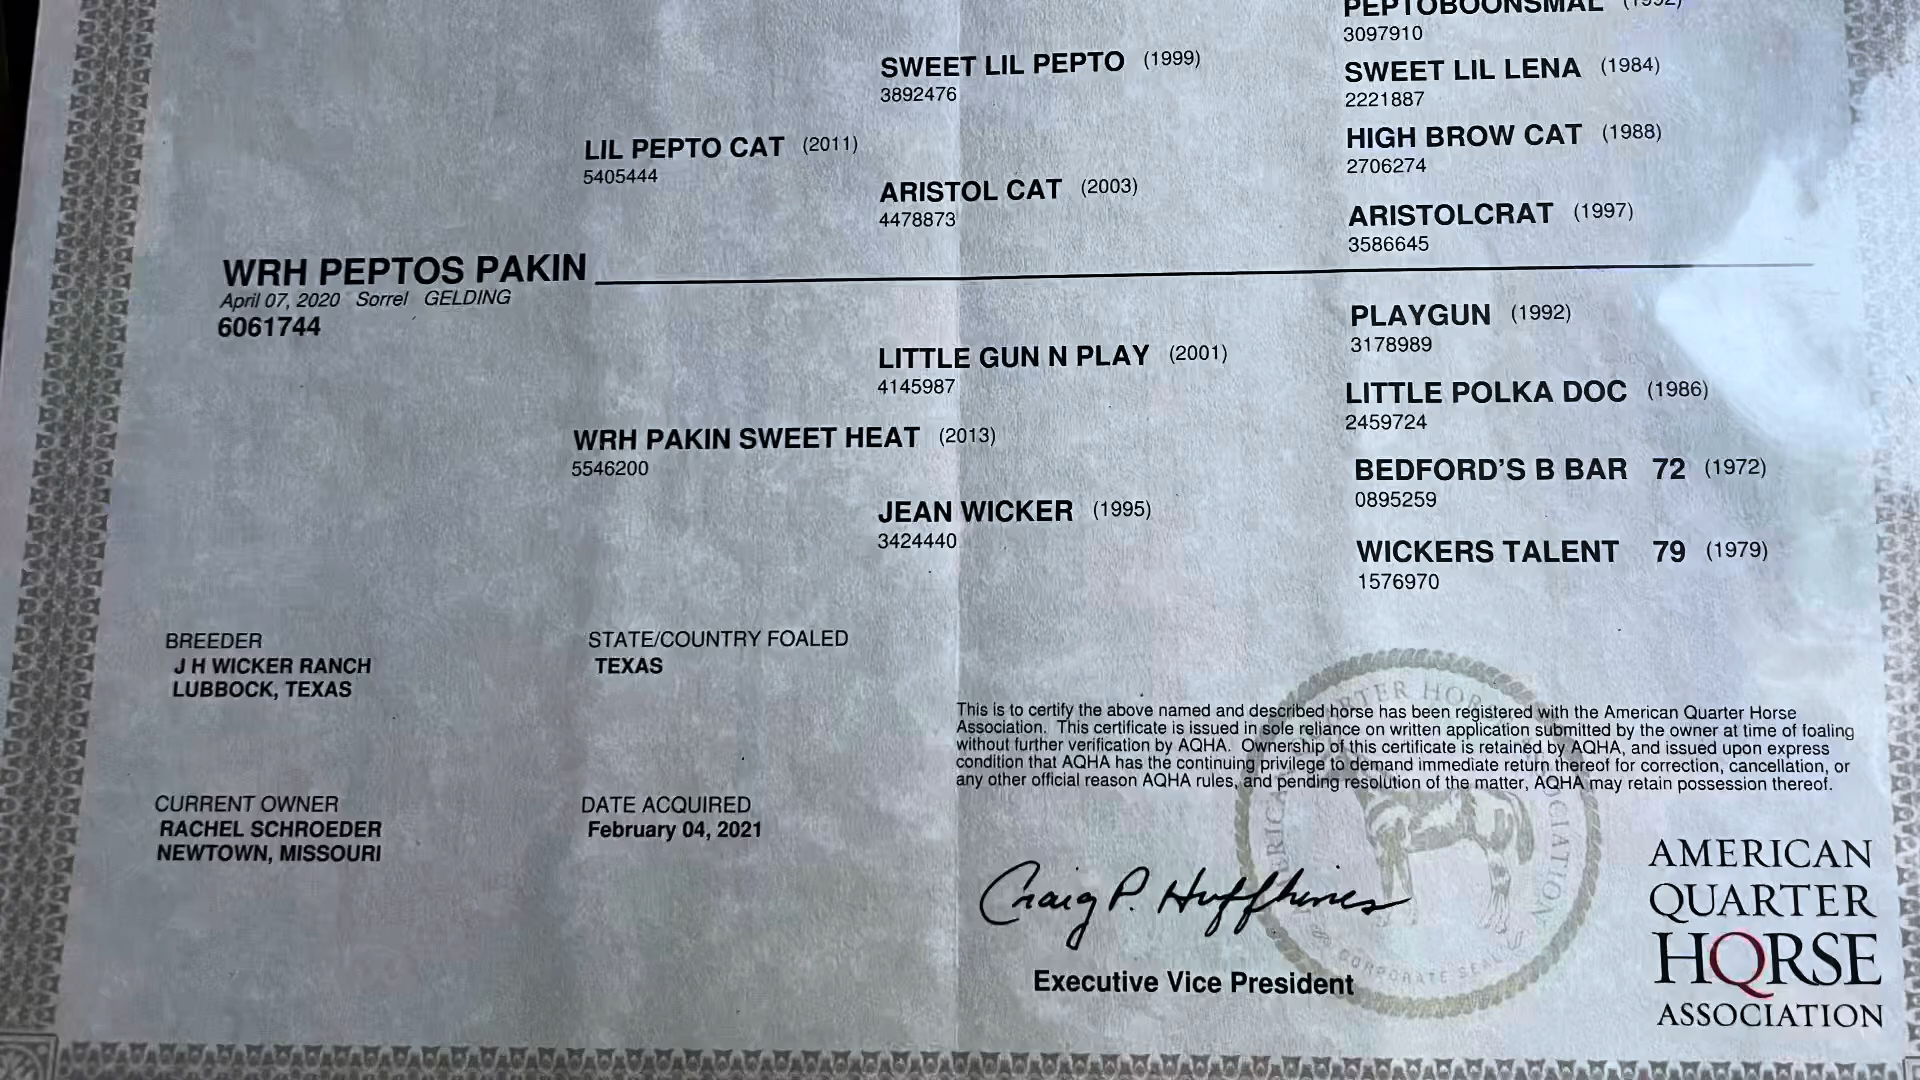 PEPTOBOONSMAL (1992)
3097910
SWEET LIL PEPTO (1999)
3892476
SWEET LIL LENA (1984)
2221887
LIL PEPTO CAT (2011)
5405444
HIGH BROW CAT (1988)
2706274
ARISTOL CAT (2003)
4478873
ARISTOLCRAT (1997)
3586645
WRH PEPTOS PAKIN
April 07, 2020 Sorrel GELDING
6061744
PLAYGUN (1992)
3178989
LITTLE GUN N PLAY (2001)
4145987
LITTLE POLKA DOC (1986)
2459724
WRH PAKIN SWEET HEAT (2013)
5546200
BEDFORD'S B BAR 72 (1972)
0895259
JEAN WICKER (1995)
3424440
WICKERS TALENT 79 (1979)
1576970
BREEDER
J H WICKER RANCH
LUBBOCK, TEXAS
STATE/COUNTRY FOALED
TEXAS
This is to certify the above named and described horse has been registered with the American Quarter Horse
Association. This certificate is issued in sole reliance on written application submitted by the owner at time of foaling
without further verification by AQHA. Ownership of this certificate is retained by AQHA, and issued upon express
condition that AQHA has the continuing privilege to demand immediate return thereof for correction, cancellation, or
any other official reason AQHA rules, and pending resolution of the matter, AQHA may retain possession thereof.
CURRENT OWNER
RACHEL SCHROEDER
NEWTOWN, MISSOURI
DATE ACQUIRED
February 04, 2021
Craig P. Huffhines
Executive Vice President
CORPORATE SEAL
AMERICAN
QUARTER
HORSE
ASSOCIATION